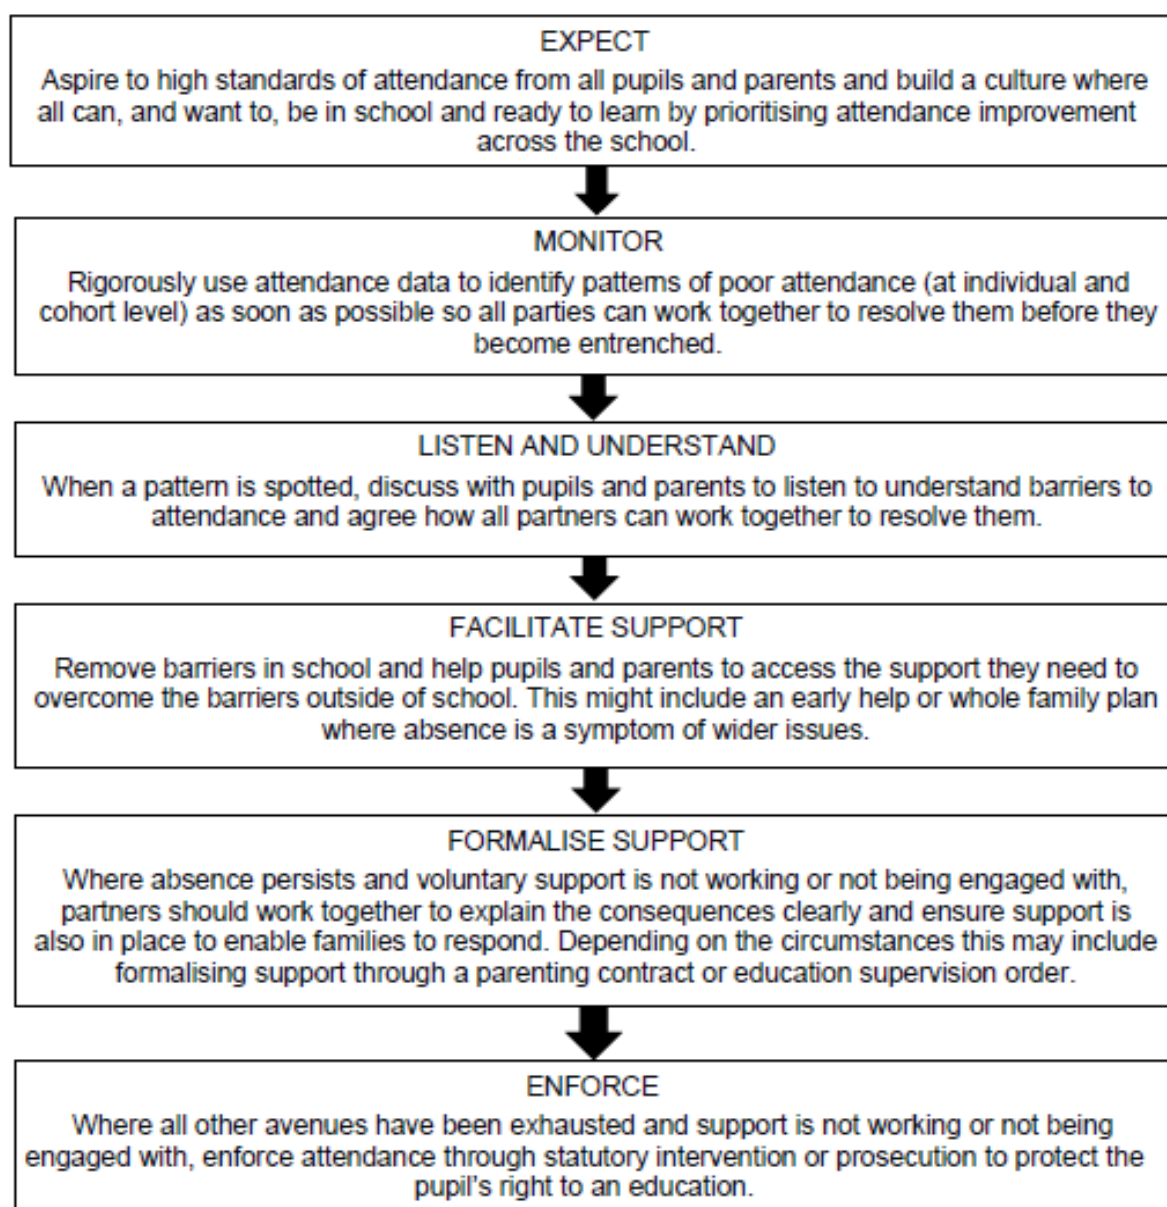 EXPECT
Aspire to high standards of attendance from all pupils and parents and build a culture where
all can, and want to, be in school and ready to learn by prioritising attendance improvement
across the school.
MONITOR
Rigorously use attendance data to identify patterns of poor attendance (at individual and
cohort level) as soon as possible so all parties can work together to resolve them before they
become entrenched.
LISTEN AND UNDERSTAND
When a pattern is spotted, discuss with pupils and parents to listen to understand barriers to
attendance and agree how all partners can work together to resolve them.
FACILITATE SUPPORT
Remove barriers in school and help pupils and parents to access the support they need to
overcome the barriers outside of school. This might include an early help or whole family plan
where absence is a symptom of wider issues.
FORMALISE SUPPORT
Where absence persists and voluntary support is not working or not being engaged with,
partners should work together to explain the consequences clearly and ensure support is
also in place to enable families to respond. Depending on the circumstances this may include
formalising support through a parenting contract or education supervision order.
ENFORCE
Where all other avenues have been exhausted and support is not working or not being
engaged with, enforce attendance through statutory intervention or prosecution to protect the
pupil's right to an education.